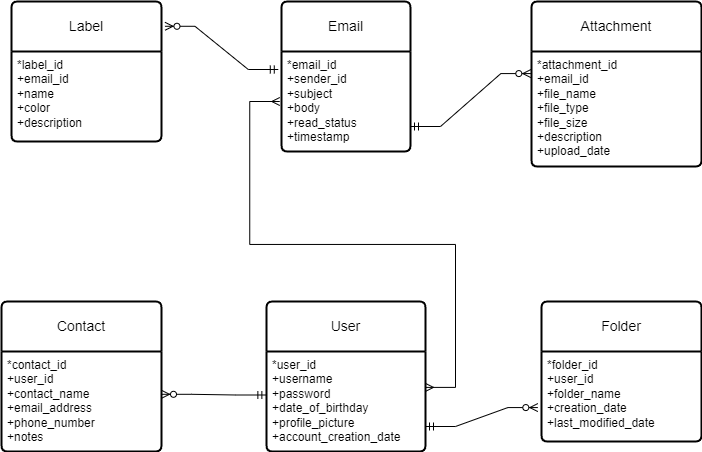 Label
*label_id
+email_id
+name
+color
+description
Email
*email_id
+sender_id
+subject
+body
+read_status
+timestamp
Attachment
*attachment_id
+email_id
+file_name
+file_type
+file_size
+description
+upload_date
Contact
*contact_id
+user_id
+contact_name
+email_address
+phone_number
+notes
User
*user_id
+username
+password
+date_of_birthday
+profile_picture
+account_creation_date
Folder
*folder_id
+user_id
+folder_name
+creation_date
+last_modified_date